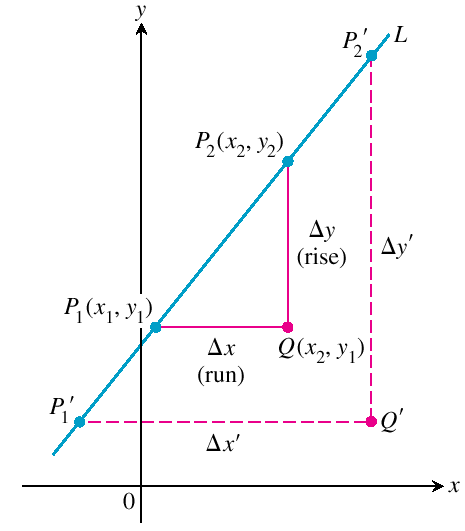 y
P₂′
L
P₂(x₂, y₂)
Δy
(rise)
Δy′
P₁(x₁, y₁)
Δx
(run)
Q(x₂, y₁)
P₁′
Q′
Δx′
x
0